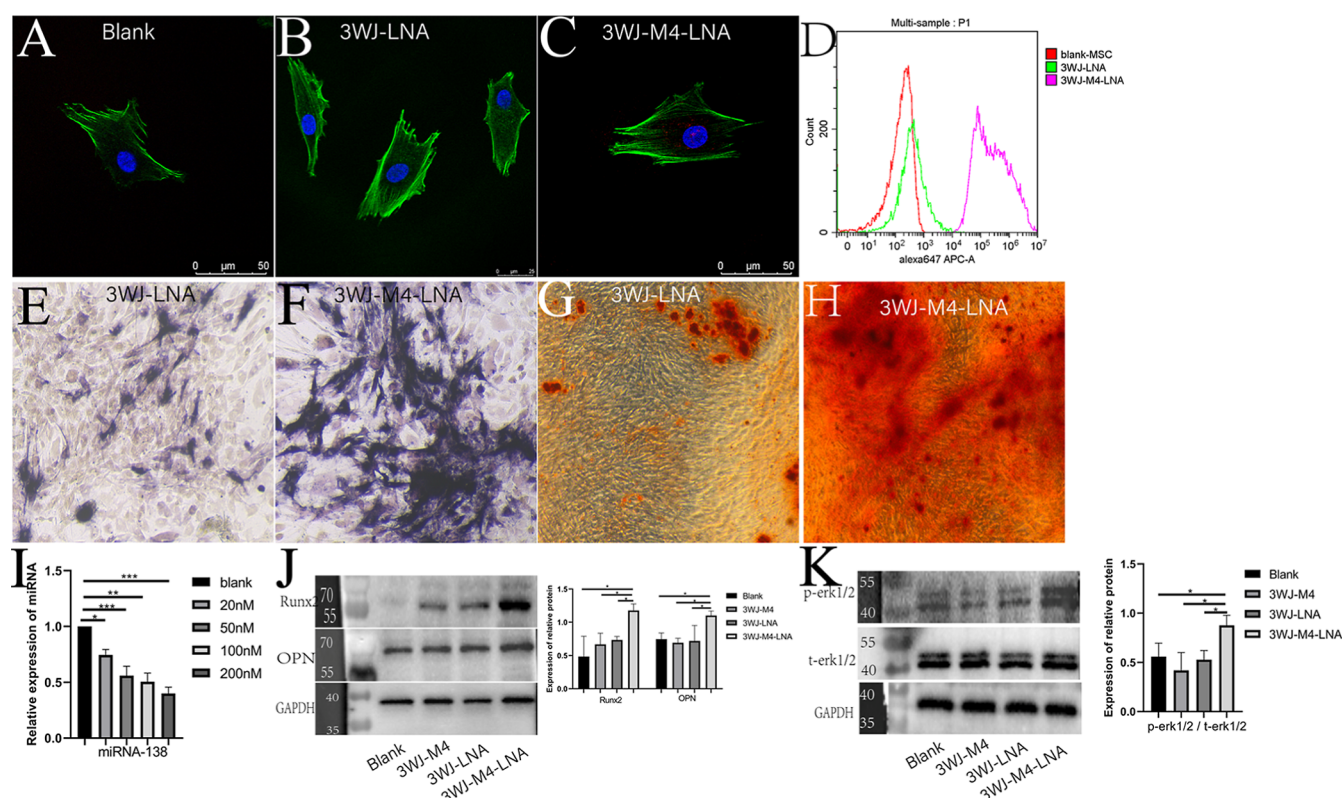 A
Blank
0 µm 50
B
3WJ-LNA
0 µm 25
C
3WJ-M4-LNA
0 µm 50
D
Multi-sample : P1
Count
200
0
0 10¹ 10² 10³ 10⁴ 10⁵ 10⁶ 10⁷
alexa647 APC-A
blank-MSC
3WJ-LNA
3WJ-M4-LNA
E
3WJ-LNA
F
3WJ-M4-LNA
G
3WJ-LNA
H
3WJ-M4-LNA
I
Relative expression of miRNA
1.5
1.0
0.5
0.0
***
**
***
*
miRNA-138
blank
20nM
50nM
100nM
200nM
J
Runx2
70
55
OPN
70
55
GAPDH
40
35
Blank
3WJ-M4
3WJ-LNA
3WJ-M4-LNA
Expression of relative protein
1.5
1.0
0.5
0.0
*
*
*
*
*
*
Runx2
OPN
Blank
3WJ-M4
3WJ-LNA
3WJ-M4-LNA
K
p-erk1/2
55
40
t-erk1/2
55
40
GAPDH
40
35
Blank
3WJ-M4
3WJ-LNA
3WJ-M4-LNA
Expression of relative protein
1.5
1.0
0.5
0.0
*
*
*
p-erk1/2 / t-erk1/2
Blank
3WJ-M4
3WJ-LNA
3WJ-M4-LNA